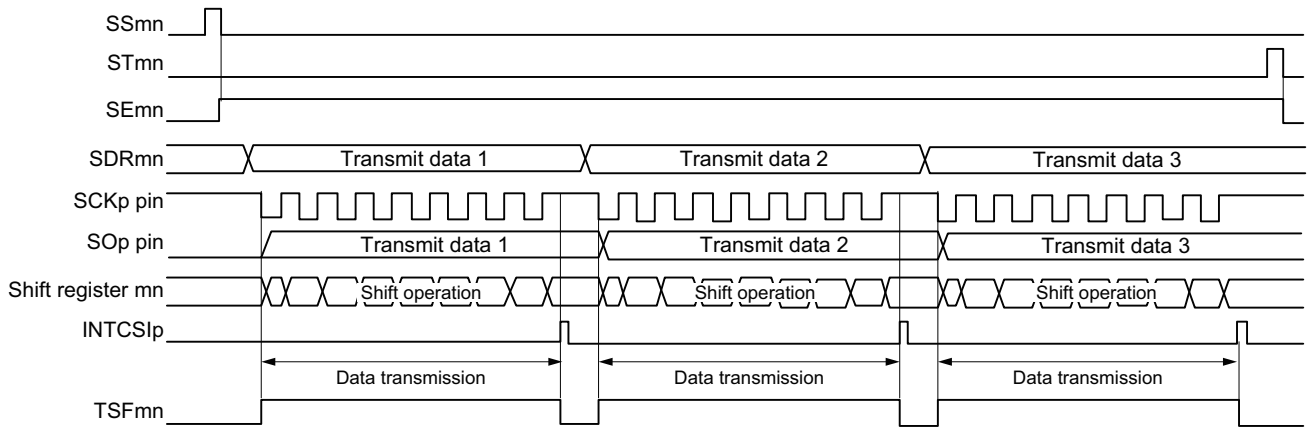 SSmn
STmn
SEmn
SDRmn Transmit data 1 Transmit data 2 Transmit data 3
SCKp pin
SOp pin Transmit data 1 Transmit data 2 Transmit data 3
Shift register mn Shift operation Shift operation Shift operation
INTCSIp
Data transmission Data transmission Data transmission
TSFmn